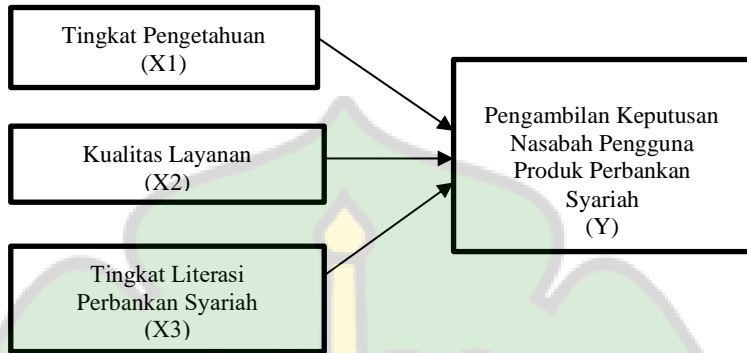 Tingkat Pengetahuan
(X1)
Kualitas Layanan
(X2)
Tingkat Literasi
Perbankan Syariah
(X3)
Pengambilan Keputusan
Nasabah Pengguna
Produk Perbankan
Syariah
(Y)